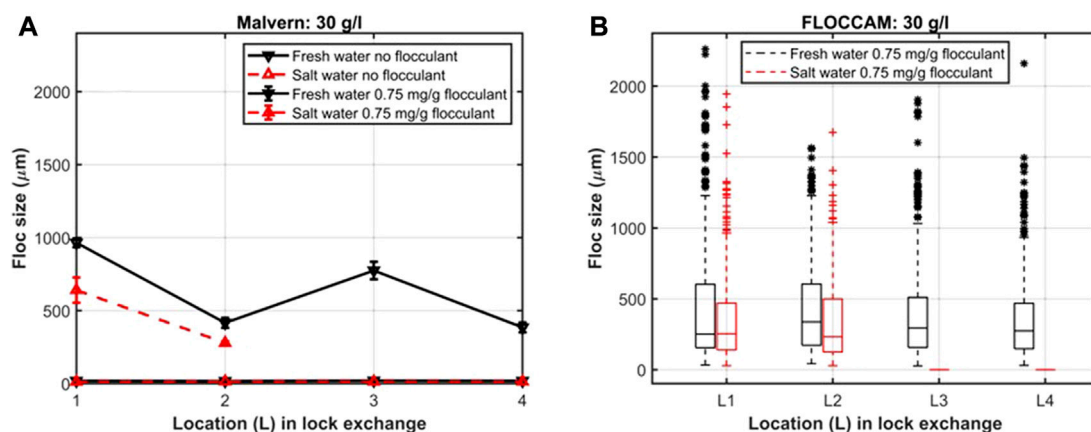 A
Malvern: 30 g/l
Fresh water no flocculant
Salt water no flocculant
Fresh water 0.75 mg/g flocculant
Salt water 0.75 mg/g flocculant
Floc size (μm)
2000
1500
1000
500
0
1 2 3 4
Location (L) in lock exchange
B
FLOCCAM: 30 g/l
Fresh water 0.75 mg/g flocculant
Salt water 0.75 mg/g flocculant
Floc size (μm)
2000
1500
1000
500
0
L1 L2 L3 L4
Location (L) in lock exchange